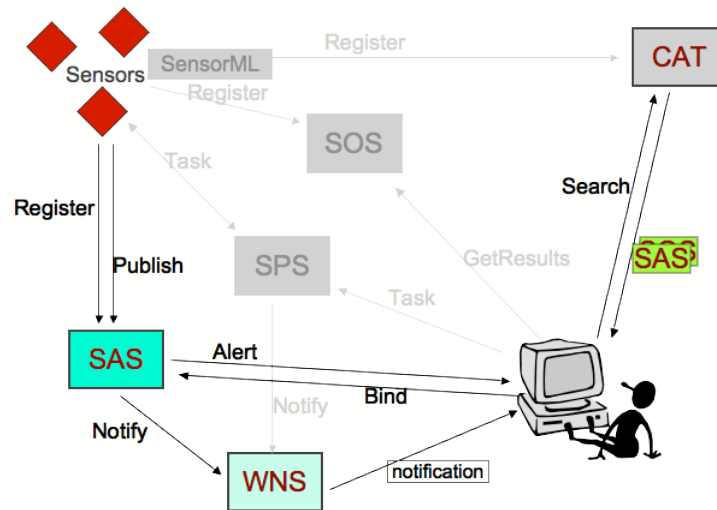 Register
CAT
Sensors
SensorML
Register
SOS
Task
Search
Register
SPS
GetResults
SOS
SAS
Publish
Task
SAS
Alert
Bind
Notify
Notify
WNS
notification